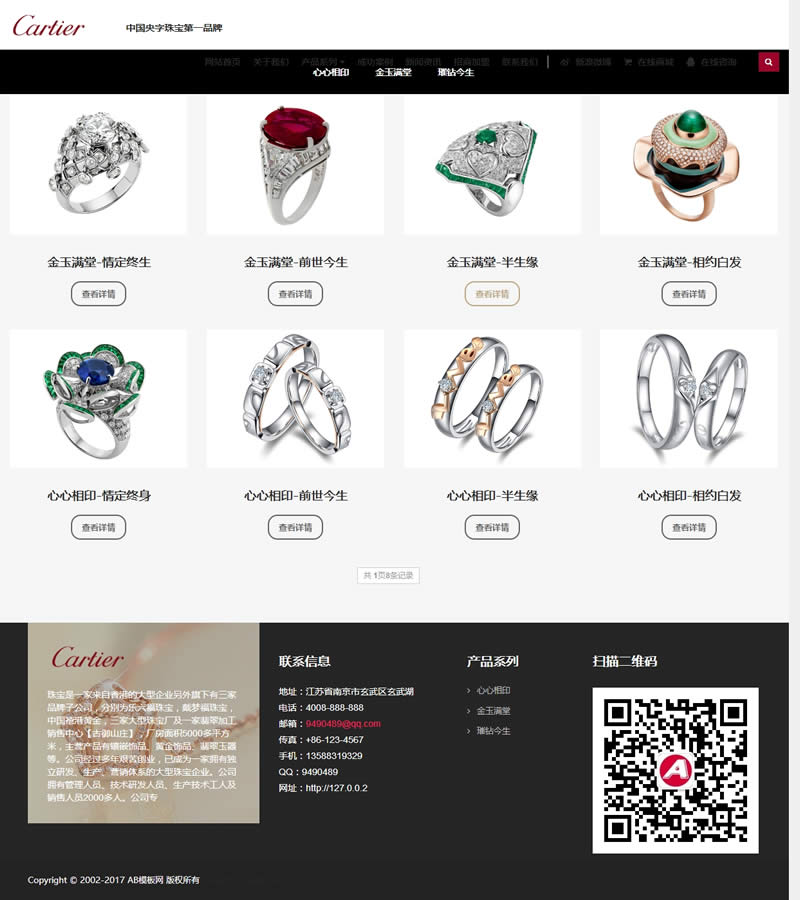 Cartier
中国央字珠宝第一品牌
网站首页 关于我们 产品系列 成功案例 新闻资讯 招商加盟 联系我们 新浪微博 在线商城 在线咨询
心心相印 金玉满堂 璀钻今生
金玉满堂-情定终生 金玉满堂-前世今生 金玉满堂-半生缘 金玉满堂-相约白发
查看详情 查看详情 查看详情 查看详情
心心相印-情定终身 心心相印-前世今生 心心相印-半生缘 心心相印-相约白发
查看详情 查看详情 查看详情 查看详情
共 1页8条记录
Cartier
珠宝是一家来自香港的大型企业另外旗下有三家
品牌子公司，分别为乐六福珠宝，戴梦福珠宝，
中国港港黄金，三家大型珠宝厂及一家翡翠加工
销售中心【古御山庄】，厂房面积5000多平方
米，主营产品有镶嵌饰品、黄金饰品、翡翠玉器
等。公司经过多年艰苦创业，已成为一家拥有独
立研发、生产、营销体系的大型珠宝企业。公司
拥有管理人员、技术研发人员、生产技术工人及
销售人员2000多人。公司专
联系信息
地址：江苏省南京市玄武区玄武湖
电话：4008-888-888
邮箱：9490489@qq.com
传真：+86-123-4567
手机：13588319329
QQ：9490489
网址：http://127.0.0.2
产品系列
心心相印
金玉满堂
璀钻今生
扫描二维码
Copyright © 2002-2017 AB模板网 版权所有